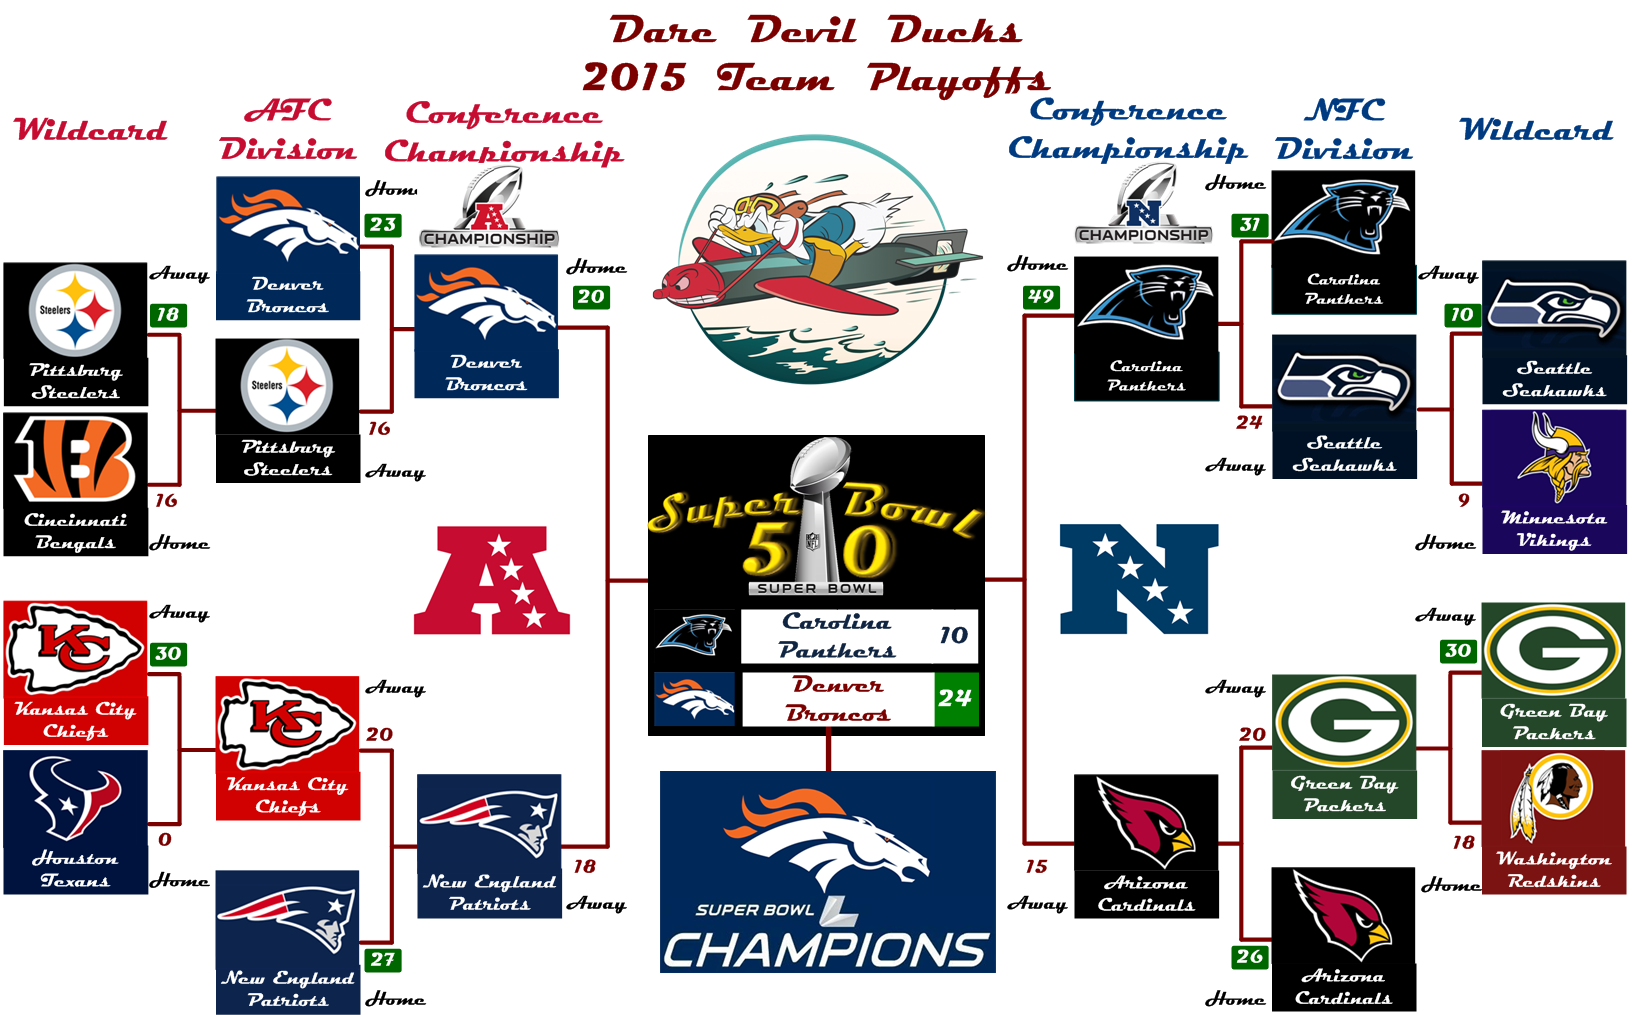 Dare Devil Ducks
2015 Team Playoffs
Wildcard
AFC
Division
Conference
Championship
Conference
Championship
NFC
Division
Wildcard
CHAMPIONSHIP
CHAMPIONSHIP
Away
18
Steelers
Pittsburg
Steelers
Cincinnati
Bengals
16
Home
Away
30
KC
Kansas City
Chiefs
Houston
Texans
0
Home
Home
23
Denver
Broncos
Steelers
Pittsburg
Steelers
16
Away
Away
20
KC
Kansas City
Chiefs
New England
Patriots
27
Home
Home
20
Denver
Broncos
New England
Patriots
18
Away
Super Bowl
50
NFL
SUPER BOWL
Carolina
Panthers
10
Denver
Broncos
24
SUPER BOWL L
CHAMPIONS
Home
49
Carolina
Panthers
Arizona
Cardinals
15
Away
Home
31
Carolina
Panthers
Seattle
Seahawks
24
Away
Away
20
G
Green Bay
Packers
Arizona
Cardinals
26
Home
Away
10
Seattle
Seahawks
Minnesota
Vikings
9
Home
Away
30
G
Green Bay
Packers
Washington
Redskins
18
Home